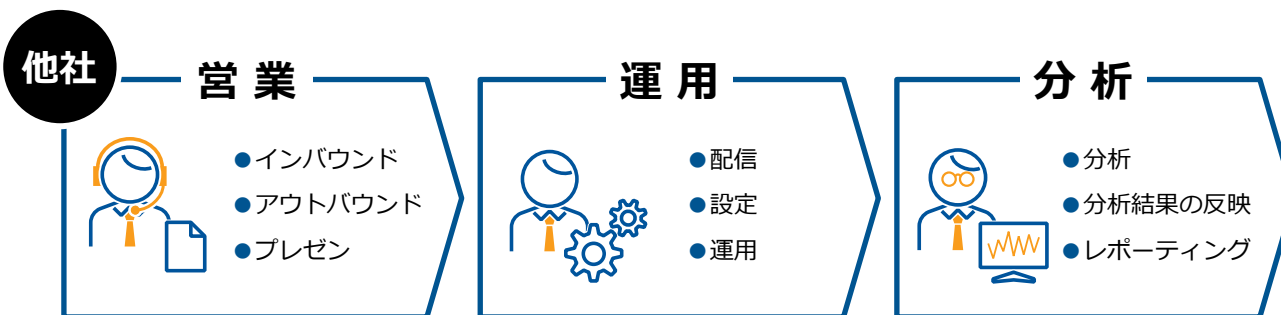 他社
営業
●インバウンド
●アウトバウンド
●プレゼン
運用
●配信
●設定
●運用
分析
●分析
●分析結果の反映
●レポーティング